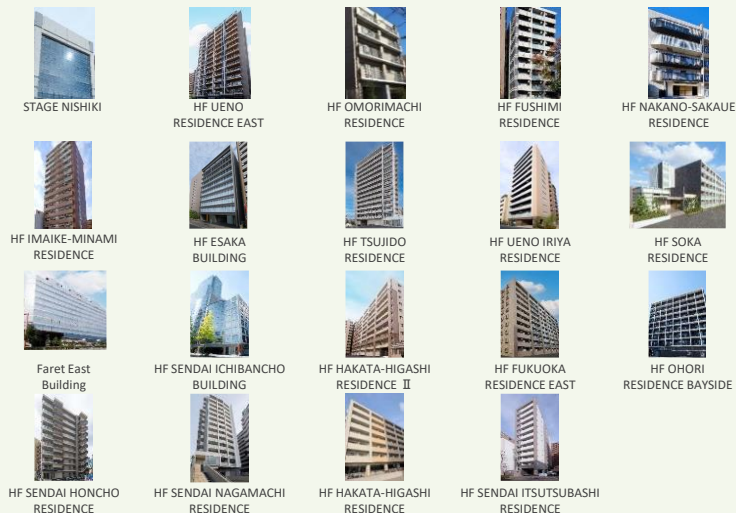 STAGE NISHIKI
HF UENO
RESIDENCE EAST
HF OMORIMACHI
RESIDENCE
HF FUSHIMI
RESIDENCE
HF NAKANO-SAKAUE
RESIDENCE
HF IMAIKE-MINAMI
RESIDENCE
HF ESAKA
BUILDING
HF TSUJIDO
RESIDENCE
HF UENO IRIYA
RESIDENCE
HF SOKA
RESIDENCE
Faret East
Building
HF SENDAI ICHIBANCHO
BUILDING
HF HAKATA-HIGASHI
RESIDENCE Ⅱ
HF FUKUOKA
RESIDENCE EAST
HF OHORI
RESIDENCE BAYSIDE
HF SENDAI HONCHO
RESIDENCE
HF SENDAI NAGAMACHI
RESIDENCE
HF HAKATA-HIGASHI
RESIDENCE
HF SENDAI ITSUTSUBASHI
RESIDENCE